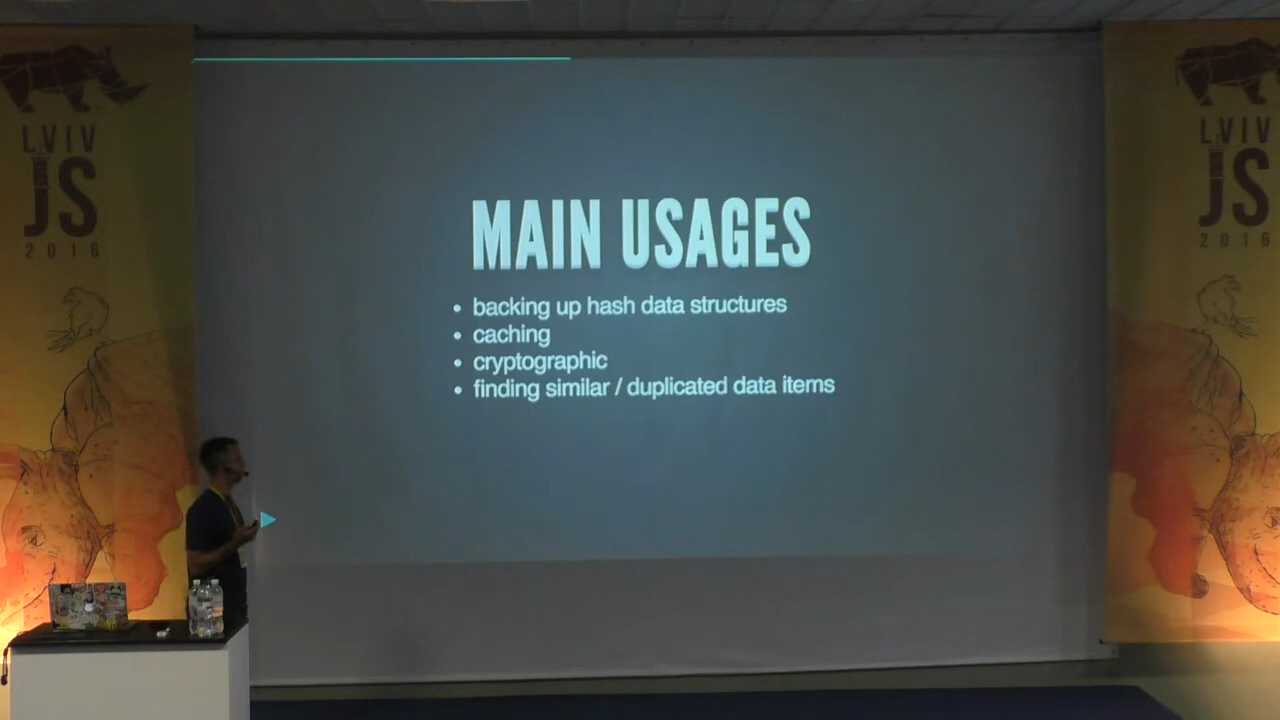 LVIV
JS
2016
MAIN USAGES
• backing up hash data structures
• caching
• cryptographic
• finding similar / duplicated data items
LVIV
JS
2016